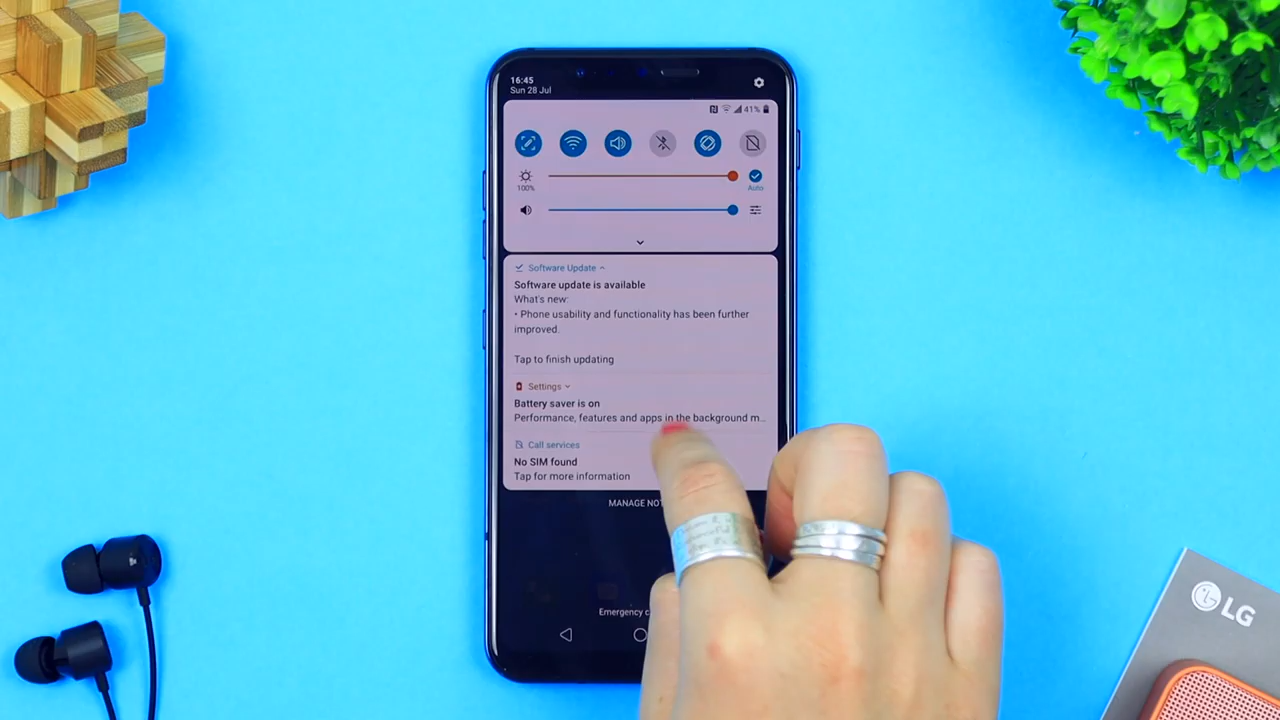 16:45
Sun 28 Jul
41%
100%
Auto
Software Update
Software update is available
What's new:
• Phone usability and functionality has been further
improved.
Tap to finish updating
Settings
Battery saver is on
Performance, features and apps in the background m…
Call services
No SIM found
Tap for more information
MANAGE
Emergency
LG